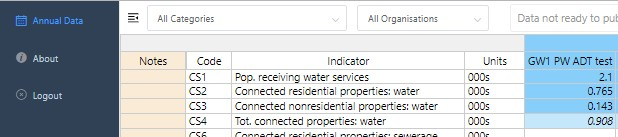 Annual Data
All Categories
All Organisations
Data not ready to pub
About
Logout
Notes Code Indicator Units GW1 PW ADT test
CS1 Pop. receiving water services 000s 2.1
CS2 Connected residential properties: water 000s 0.765
CS3 Connected nonresidential properties: water 000s 0.143
CS4 Tot. connected properties: water 000s 0.908
CS6 Connected residential properties: sewerage 000s